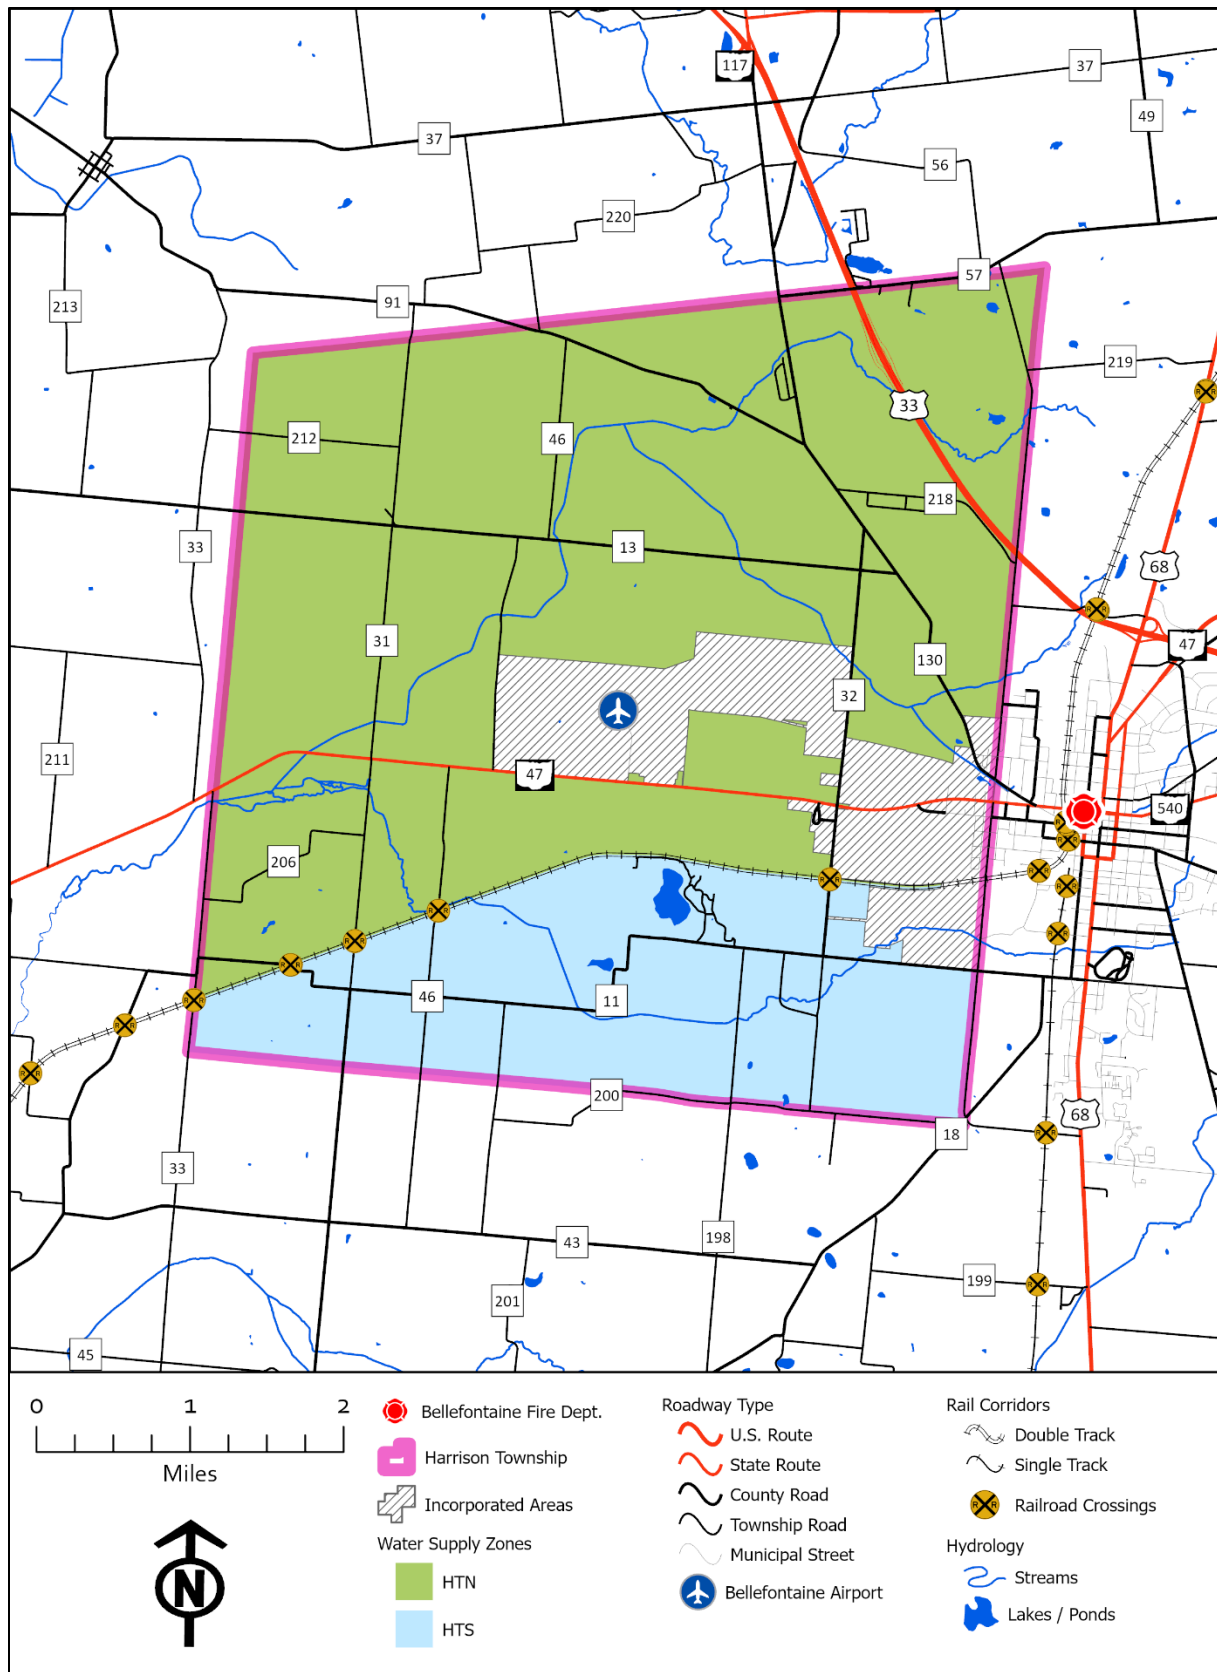 117
37
49
37
56
220
57
213
91
219
33
212
46
218
33
13
68
31
47
130
32
211
47
540
206
46
11
200
68
18
33
198
43
199
201
45
0 1 2
Miles
N
Bellefontaine Fire Dept.
Harrison Township
Incorporated Areas
Water Supply Zones
HTN
HTS
Roadway Type
U.S. Route
State Route
County Road
Township Road
Municipal Street
Bellefontaine Airport
Rail Corridors
Double Track
Single Track
R R Railroad Crossings
Hydrology
Streams
Lakes / Ponds